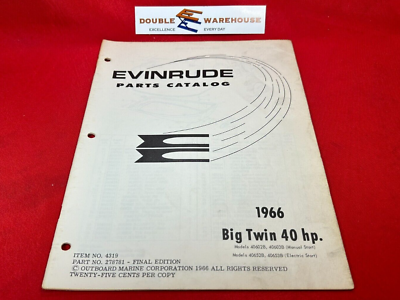 DOUBLE WAREHOUSE
EXCELLENCE EVERY DAY
EVINRUDE
PARTS CATALOG
1966
Big Twin 40 hp.
Models 40602B, 40603B (Manual Start)
Models 40652B, 40653B (Electric Start)
ITEM NO. 4319
PART NO. 278781 - FINAL EDITION
© OUTBOARD MARINE CORPORATION 1966 ALL RIGHTS RESERVED
TWENTY-FIVE CENTS PER COPY